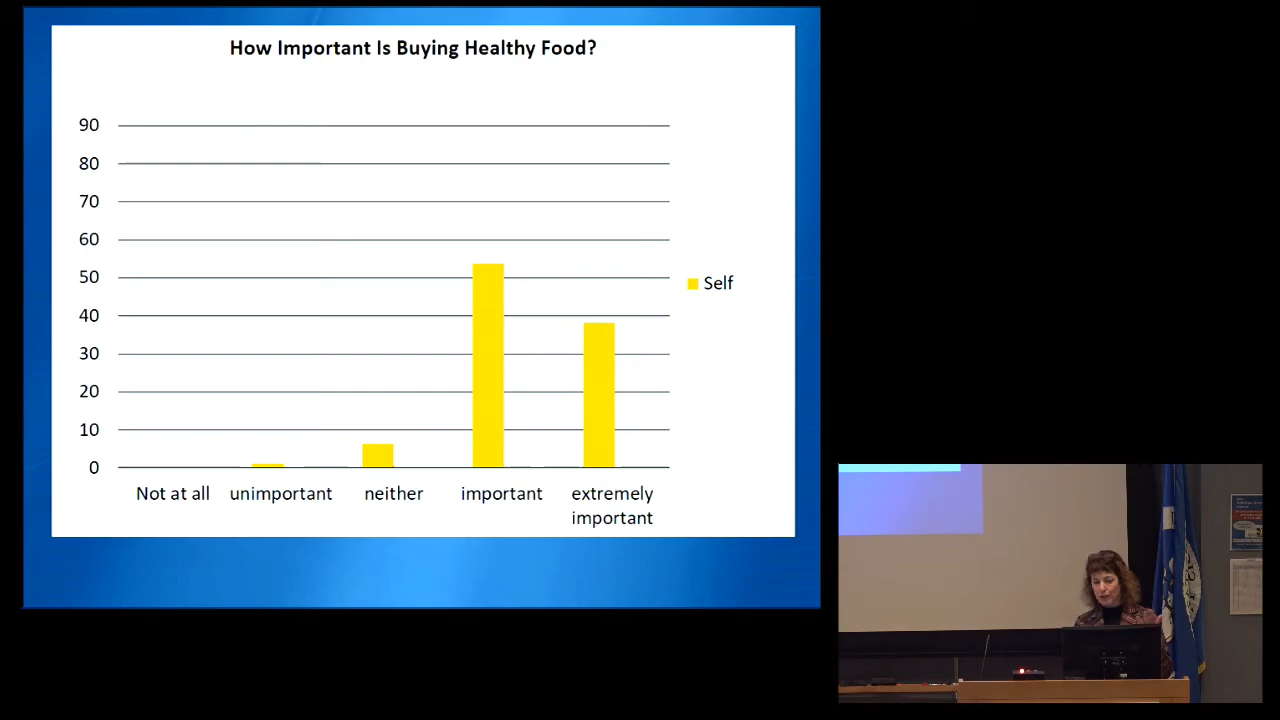 How Important Is Buying Healthy Food?
90
80
70
60
50
40
30
20
10
0
Not at all
unimportant
neither
important
extremely
important
Self